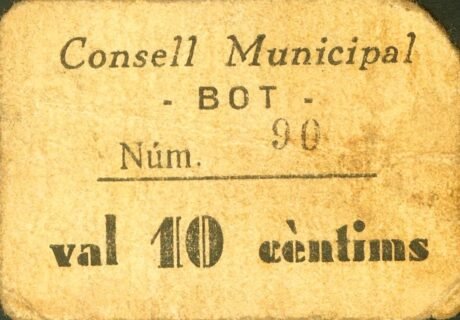 Consell Municipal
- BOT -
Núm. 90
val 10 cèntims